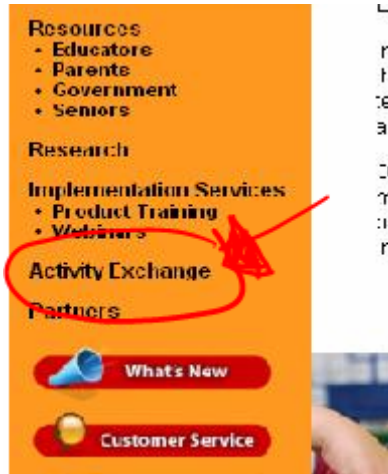 Resources
• Educators
• Parents
• Government
• Seniors
Research
Implementation Services
• Product Training
• Webinars
Activity Exchange
Partners
What's New
Customer Service